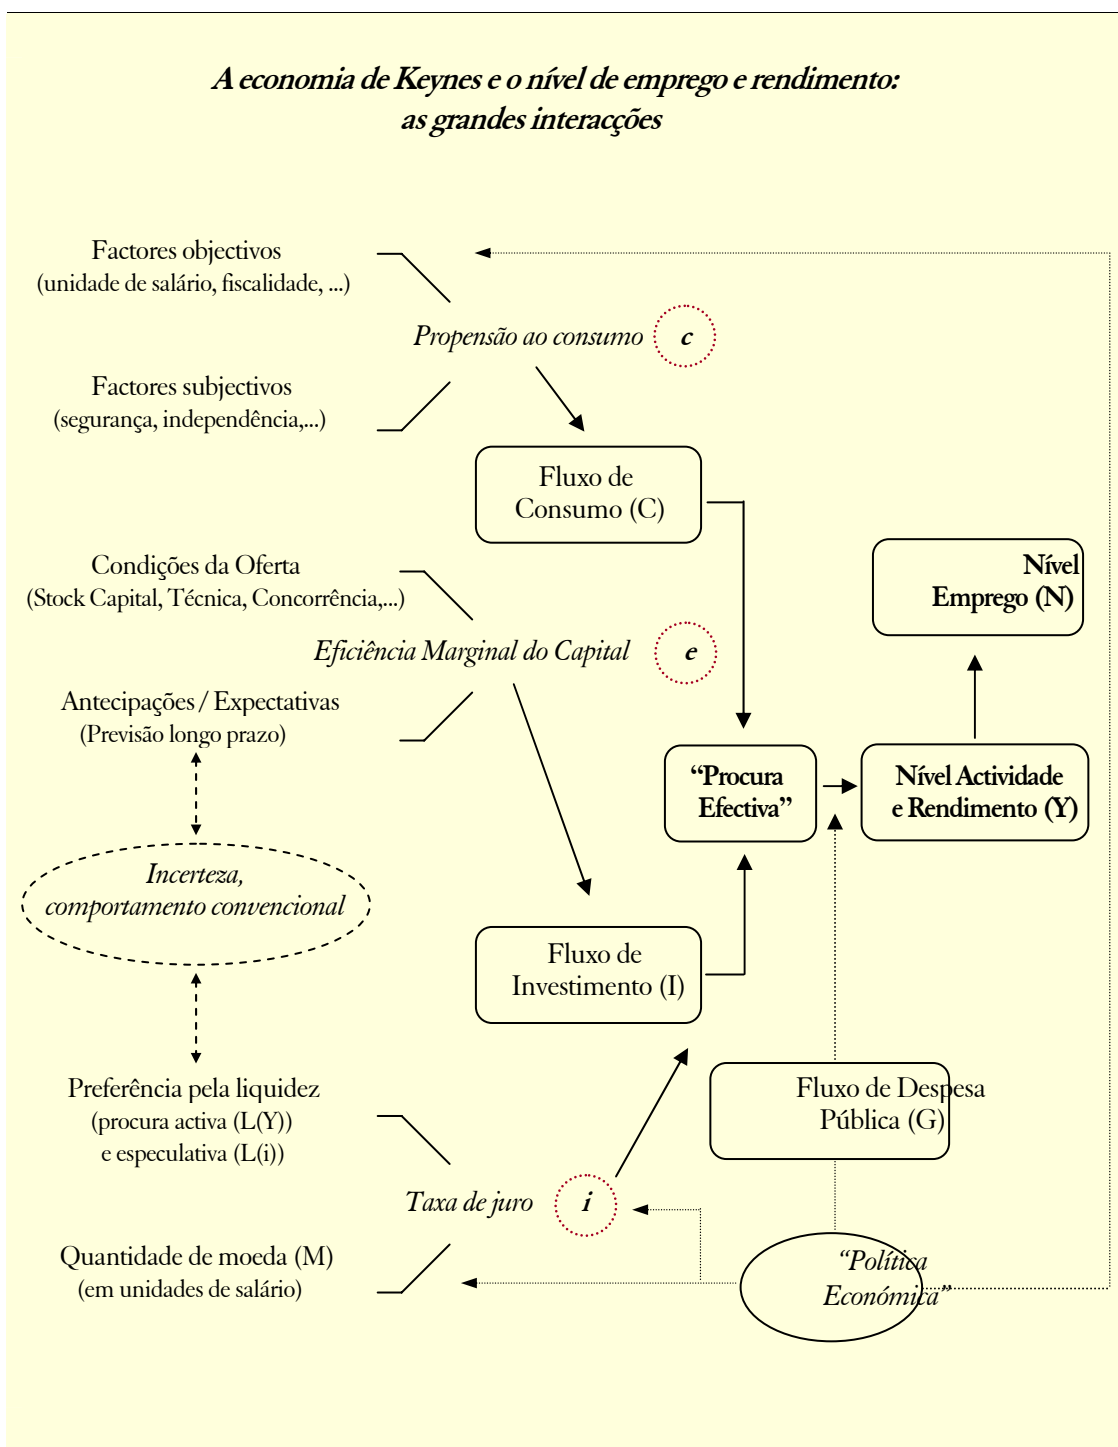 A economia de Keynes e o nível de emprego e rendimento:
as grandes interacções
Factores objectivos
(unidade de salário, fiscalidade, ...)
Propensão ao consumo
c
Factores subjectivos
(segurança, independência,...)
Fluxo de
Consumo (C)
Condições da Oferta
(Stock Capital, Técnica, Concorrência,...)
Nível
Emprego (N)
Eficiência Marginal do Capital
e
Antecipações / Expectativas
(Previsão longo prazo)
“Procura
Efectiva”
Nível Actividade
e Rendimento (Y)
Incerteza,
comportamento convencional
Fluxo de
Investimento (I)
Preferência pela liquidez
(procura activa (L(Y))
e especulativa (L(i))
Fluxo de Despesa
Pública (G)
Taxa de juro
i
Quantidade de moeda (M)
(em unidades de salário)
“Política
Económica”